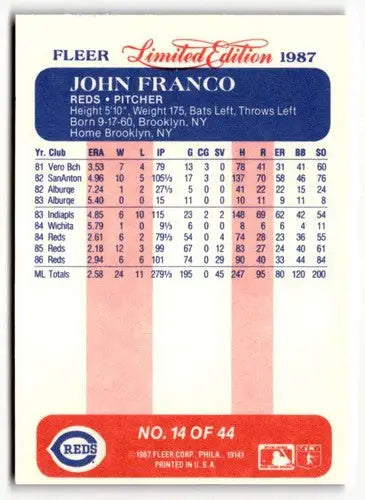 FLEER Limited Edition 1987
JOHN FRANCO
REDS • PITCHER
Height 5'10", Weight 175, Bats Left, Throws Left
Born 9-17-60, Brooklyn, NY
Home Brooklyn, NY
Yr. Club ERA W L IP G CG SV H R ER BB SO
81 Vero Bch 3.53 7 4 79 13 3 0 76 41 31 41 60
82 SanAnton 4.96 10 5 105⅓ 17 3 0 137 70 58 46 76
82 Alburqe 7.24 1 2 27⅓ 5 0 0 41 22 22 15 24
83 Alburqe 5.40 0 0 15 11 0 0 10 11 9 11 8
83 Indiapls 4.85 6 10 115 23 2 2 148 69 62 42 54
84 Wichita 5.79 1 0 9⅓ 6 0 0 8 6 6 4 11
84 Reds 2.61 6 2 79⅓ 54 0 4 74 28 23 36 55
85 Reds 2.18 12 3 99 67 0 12 83 27 24 40 61
86 Reds 2.94 6 6 101 74 0 29 90 40 33 44 84
ML Totals 2.58 24 11 279⅓ 195 0 45 247 95 80 120 200
REDS
NO. 14 OF 44
©1987 FLEER CORP., PHILA., 19141
PRINTED IN U.S.A.